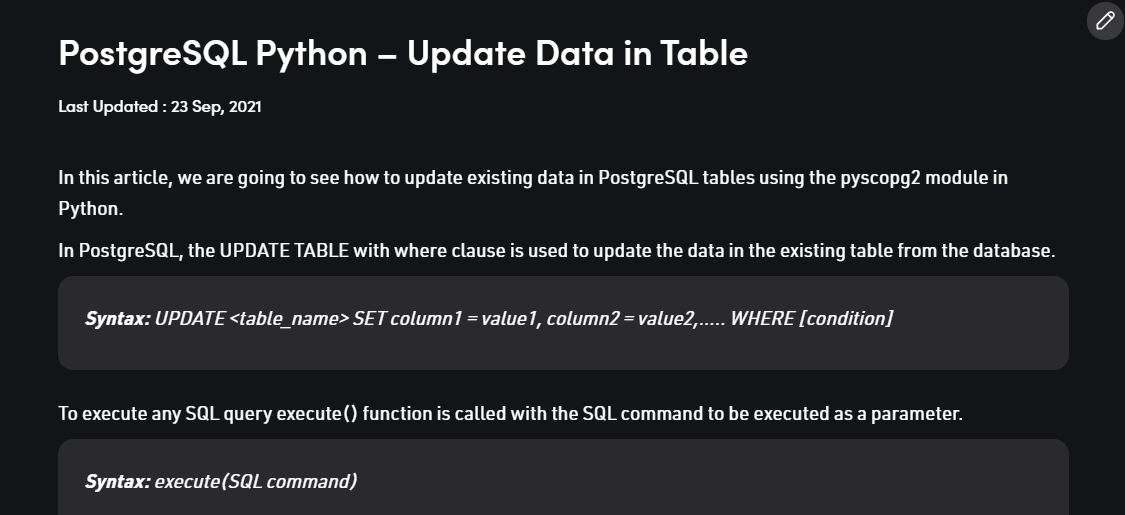 PostgreSQL Python – Update Data in Table
Last Updated : 23 Sep, 2021
In this article, we are going to see how to update existing data in PostgreSQL tables using the pyscopg2 module in
Python.
In PostgreSQL, the UPDATE TABLE with where clause is used to update the data in the existing table from the database.
Syntax: UPDATE <table_name> SET column1 = value1, column2 = value2,..... WHERE [condition]
To execute any SQL query execute() function is called with the SQL command to be executed as a parameter.
Syntax: execute(SQL command)